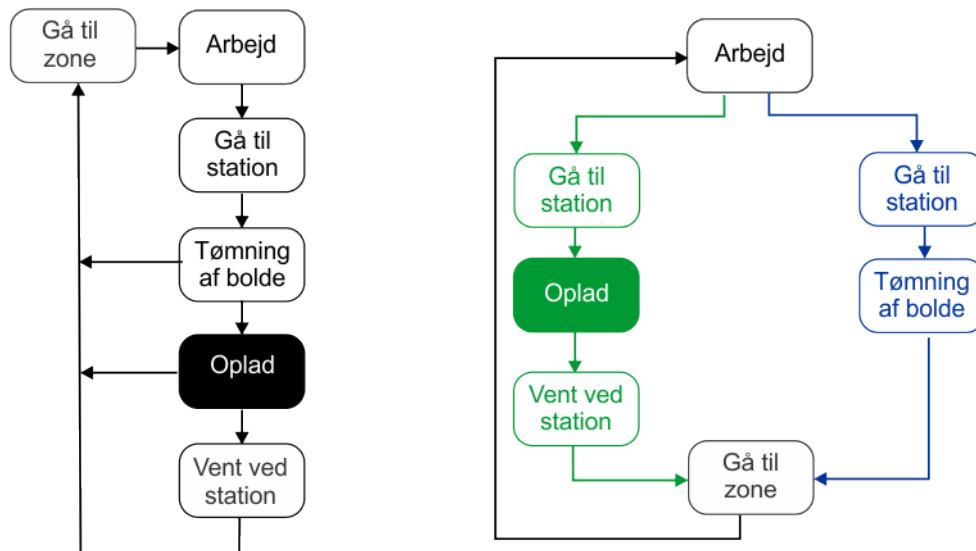 Gå til
zone
Arbejd
Gå til
station
Tømning
af bolde
Oplad
Vent ved
station
Arbejd
Gå til
station
Oplad
Vent ved
station
Gå til
station
Tømning
af bolde
Gå til
zone